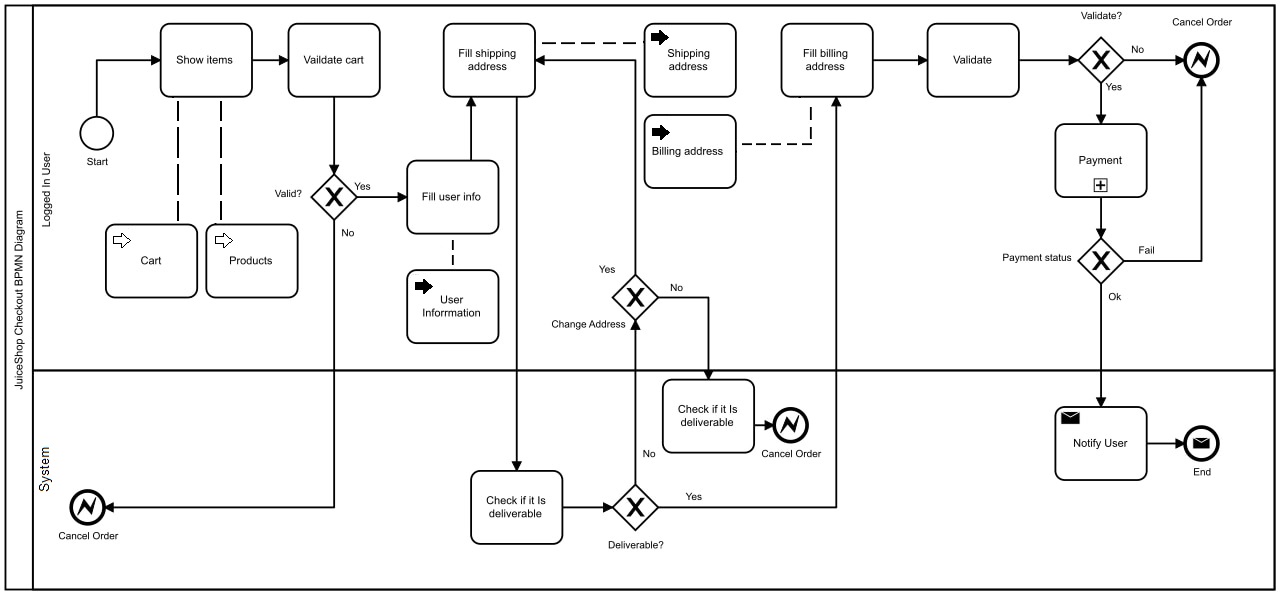 JuiceShop Checkout BPMN Diagram
Logged In User
Start
Show items
Vaildate cart
Cart
Products
Valid?
Yes
No
Fill user info
User
Inforrmation
Fill shipping
address
Shipping
address
Billing address
Fill billing
address
Validate
Validate?
No
Cancel Order
Yes
Payment
Payment status
Fail
Ok
Yes
No
Change Address
System
Cancel Order
Check if it Is
deliverable
No
Yes
Deliverable?
Check if it Is
deliverable
Cancel Order
Notify User
End